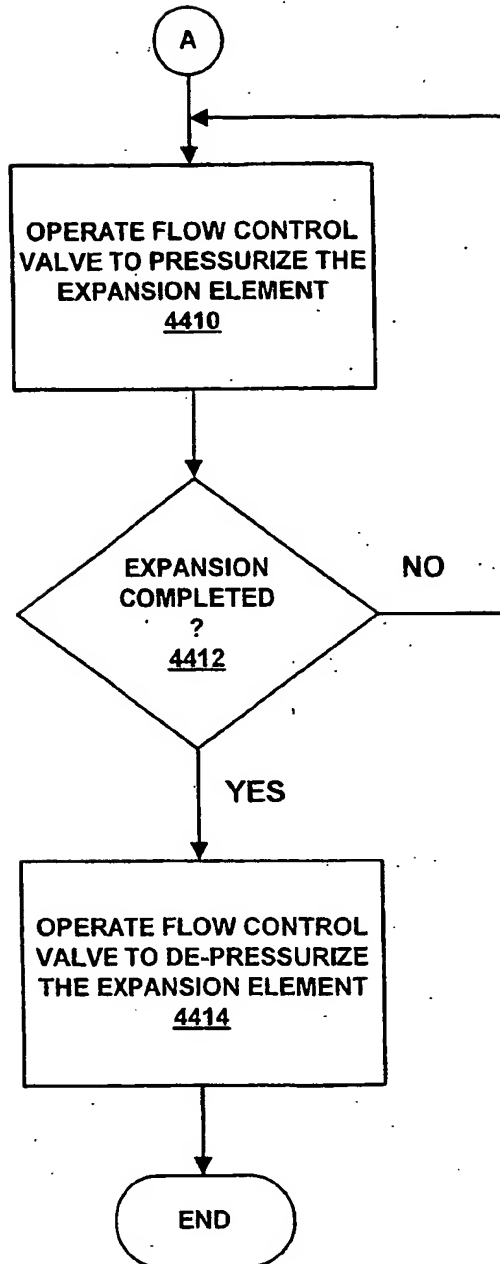 A
OPERATE FLOW CONTROL
VALVE TO PRESSURIZE THE
EXPANSION ELEMENT
4410
EXPANSION
COMPLETED
?
4412
NO
YES
OPERATE FLOW CONTROL
VALVE TO DE-PRESSURIZE
THE EXPANSION ELEMENT
4414
END